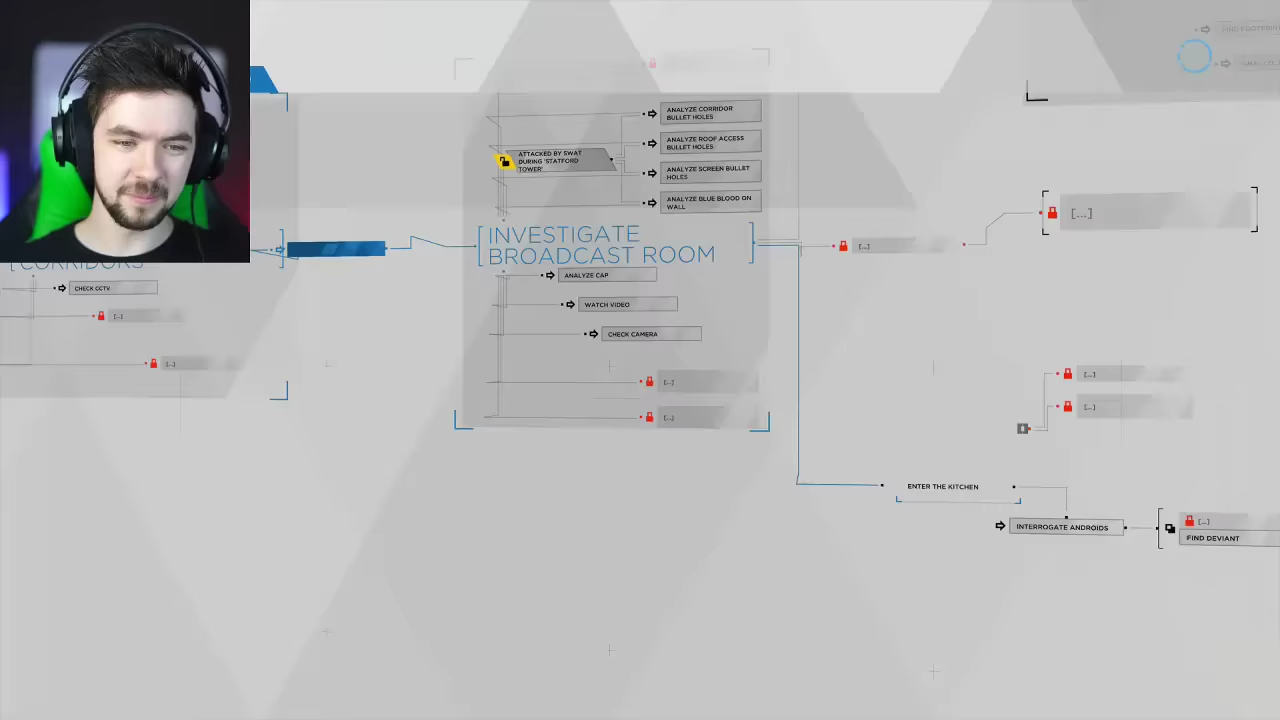 ANALYZE CORRIDOR
BULLET HOLES
ANALYZE ROOF ACCESS
BULLET HOLES
ATTACKED BY SWAT
DURING 'STATFORD
TOWER'
ANALYZE SCREEN BULLET
HOLES
ANALYZE BLUE BLOOD ON
WALL
[...]
INVESTIGATE
BROADCAST ROOM
[...]
CORRIDORS
ANALYZE CAP
CHECK CCTV
WATCH VIDEO
[...]
CHECK CAMERA
[...]
[...]
[...]
[...]
[...]
ENTER THE KITCHEN
INTERROGATE ANDROIDS
[...]
FIND DEVIANT